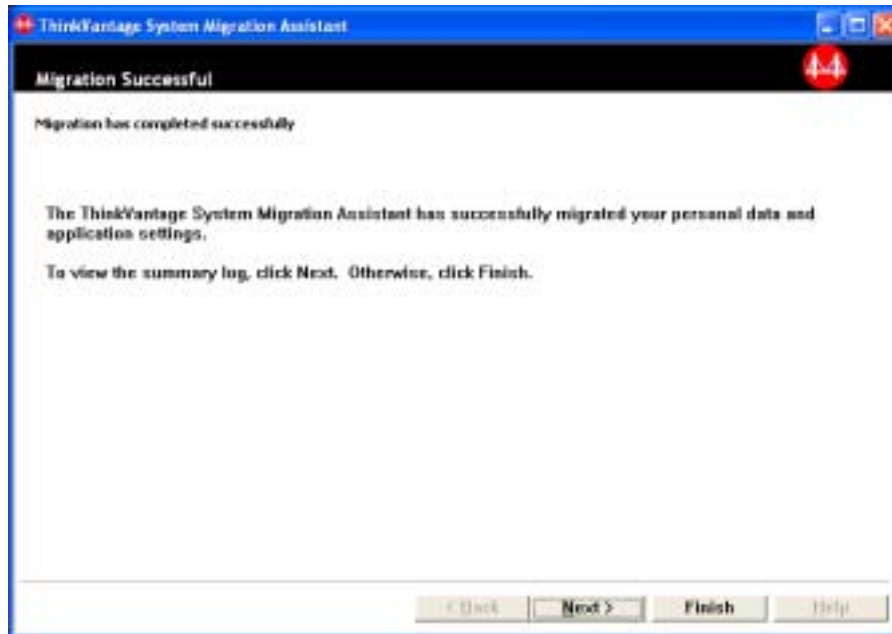 ThinkVantage System Migration Assistant
Migration Successful
Migration has completed successfully
The ThinkVantage System Migration Assistant has successfully migrated your personal data and
application settings.
To view the summary log, click Next. Otherwise, click Finish.
< Back Next > Finish Help